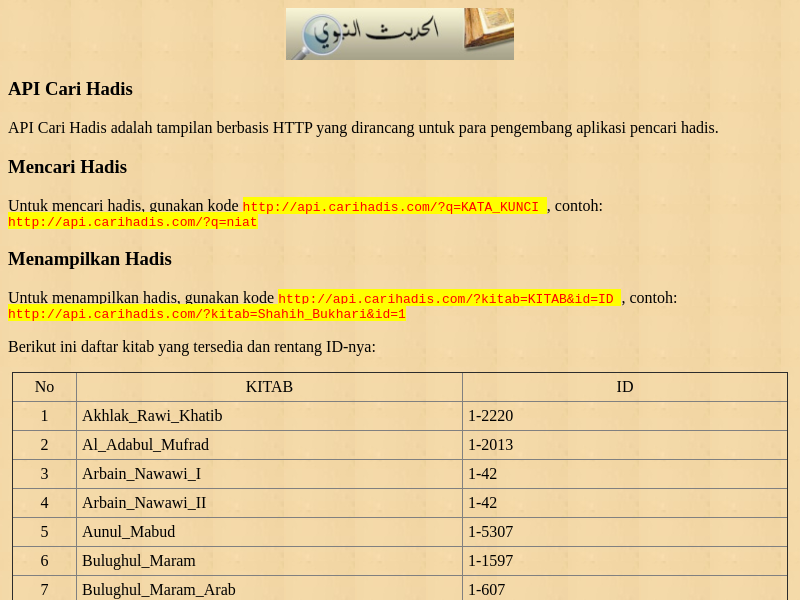 الحديث النبوي
API Cari Hadis
API Cari Hadis adalah tampilan berbasis HTTP yang dirancang untuk para pengembang aplikasi pencari hadis.
Mencari Hadis
Untuk mencari hadis, gunakan kode http://api.carihadis.com/?q=KATA_KUNCI , contoh:
http://api.carihadis.com/?q=niat
Menampilkan Hadis
Untuk menampilkan hadis, gunakan kode http://api.carihadis.com/?kitab=KITAB&id=ID , contoh:
http://api.carihadis.com/?kitab=Shahih_Bukhari&id=1
Berikut ini daftar kitab yang tersedia dan rentang ID-nya:
No KITAB ID
1 Akhlak_Rawi_Khatib 1-2220
2 Al_Adabul_Mufrad 1-2013
3 Arbain_Nawawi_I 1-42
4 Arbain_Nawawi_II 1-42
5 Aunul_Mabud 1-5307
6 Bulughul_Maram 1-1597
7 Bulughul_Maram_Arab 1-607